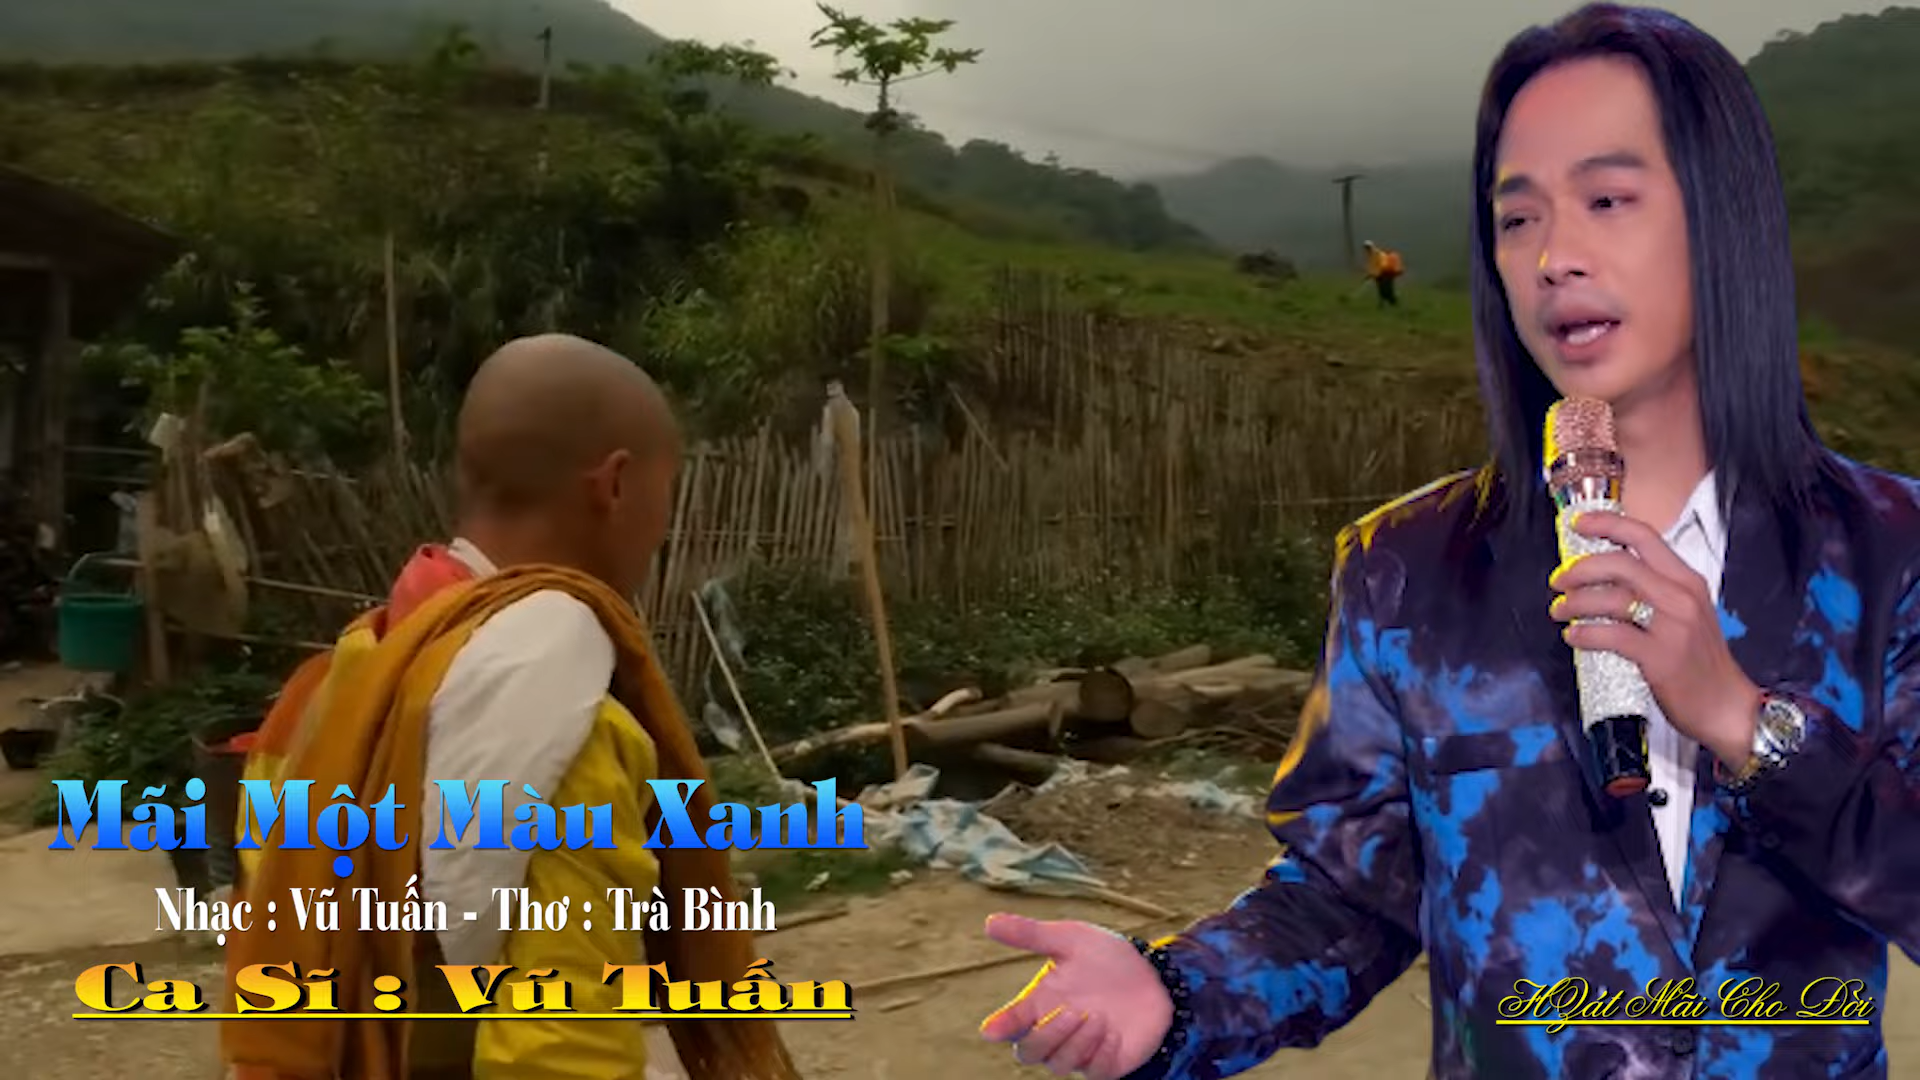 Mãi Một Màu Xanh
Nhạc : Vũ Tuấn - Thơ : Trà Bình
Ca Sĩ : Vũ Tuấn
Hát Mãi Cho Đời